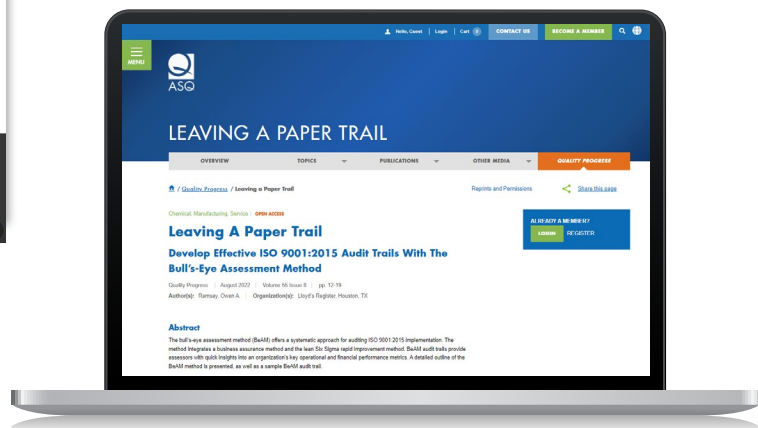 Hello, Guest | Login | Cart 0 CONTACT US BECOME A MEMBER
MENU
ASQ
LEAVING A PAPER TRAIL
OVERVIEW TOPICS PUBLICATIONS OTHER MEDIA QUALITY PROGRESS
/ Quality Progress / Leaving a Paper Trail Reprints and Permissions Share this page
Chemical, Manufacturing, Service | OPEN ACCESS
ALREADY A MEMBER?
LOGIN REGISTER
Leaving A Paper Trail
Develop Effective ISO 9001:2015 Audit Trails With The
Bull's-Eye Assessment Method
Quality Progress | August 2022 | Volume 55 Issue 8 | pp. 12-19
Author(s): Ramsay, Owen A. | Organization(s): Lloyd's Register, Houston, TX
Abstract
The bull's-eye assessment method (BeAM) offers a systematic approach for auditing ISO 9001:2015 implementation. The
method integrates a business assurance method and the lean Six Sigma rapid improvement method. BeAM audit trails provide
assessors with quick insights into an organization's key operational and financial performance metrics. A detailed outline of the
BeAM method is presented, as well as a sample BeAM audit trail.